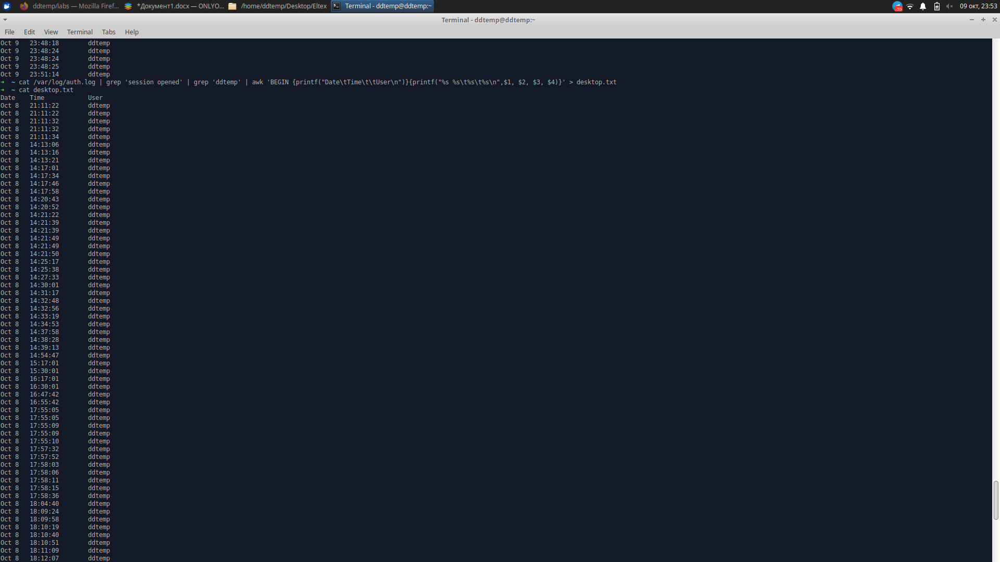 ddtemp/labs — Mozilla Firef... *Документ1.docx — ONLYO... /home/ddtemp/Desktop/Eltex Terminal - ddtemp@ddtemp:~ 55 09 окт, 23:53
Terminal - ddtemp@ddtemp:~
File Edit View Terminal Tabs Help
Oct 9 23:48:18 ddtemp
Oct 9 23:48:24 ddtemp
Oct 9 23:48:24 ddtemp
Oct 9 23:48:25 ddtemp
Oct 9 23:51:14 ddtemp
➜ ~ cat /var/log/auth.log | grep 'session opened' | grep 'ddtemp' | awk 'BEGIN {printf("Date\tTime\t\tUser\n")}{printf("%s %s\t%s\t%s\n",$1, $2, $3, $4)}' > desktop.txt
➜ ~ cat desktop.txt
Date Time User
Oct 8 21:11:22 ddtemp
Oct 8 21:11:22 ddtemp
Oct 8 21:11:32 ddtemp
Oct 8 21:11:32 ddtemp
Oct 8 21:11:34 ddtemp
Oct 8 14:13:06 ddtemp
Oct 8 14:13:16 ddtemp
Oct 8 14:13:21 ddtemp
Oct 8 14:17:01 ddtemp
Oct 8 14:17:34 ddtemp
Oct 8 14:17:46 ddtemp
Oct 8 14:17:58 ddtemp
Oct 8 14:20:43 ddtemp
Oct 8 14:20:52 ddtemp
Oct 8 14:21:22 ddtemp
Oct 8 14:21:39 ddtemp
Oct 8 14:21:39 ddtemp
Oct 8 14:21:49 ddtemp
Oct 8 14:21:49 ddtemp
Oct 8 14:21:50 ddtemp
Oct 8 14:25:17 ddtemp
Oct 8 14:25:38 ddtemp
Oct 8 14:27:33 ddtemp
Oct 8 14:30:01 ddtemp
Oct 8 14:31:17 ddtemp
Oct 8 14:32:48 ddtemp
Oct 8 14:32:56 ddtemp
Oct 8 14:33:19 ddtemp
Oct 8 14:34:53 ddtemp
Oct 8 14:37:58 ddtemp
Oct 8 14:38:28 ddtemp
Oct 8 14:39:13 ddtemp
Oct 8 14:54:47 ddtemp
Oct 8 15:17:01 ddtemp
Oct 8 15:30:01 ddtemp
Oct 8 16:17:01 ddtemp
Oct 8 16:30:01 ddtemp
Oct 8 16:47:42 ddtemp
Oct 8 16:55:42 ddtemp
Oct 8 17:55:05 ddtemp
Oct 8 17:55:05 ddtemp
Oct 8 17:55:09 ddtemp
Oct 8 17:55:09 ddtemp
Oct 8 17:55:10 ddtemp
Oct 8 17:57:32 ddtemp
Oct 8 17:57:52 ddtemp
Oct 8 17:58:03 ddtemp
Oct 8 17:58:06 ddtemp
Oct 8 17:58:11 ddtemp
Oct 8 17:58:15 ddtemp
Oct 8 17:58:36 ddtemp
Oct 8 18:04:40 ddtemp
Oct 8 18:09:24 ddtemp
Oct 8 18:09:58 ddtemp
Oct 8 18:10:19 ddtemp
Oct 8 18:10:40 ddtemp
Oct 8 18:10:51 ddtemp
Oct 8 18:11:09 ddtemp
Oct 8 18:12:07 ddtemp